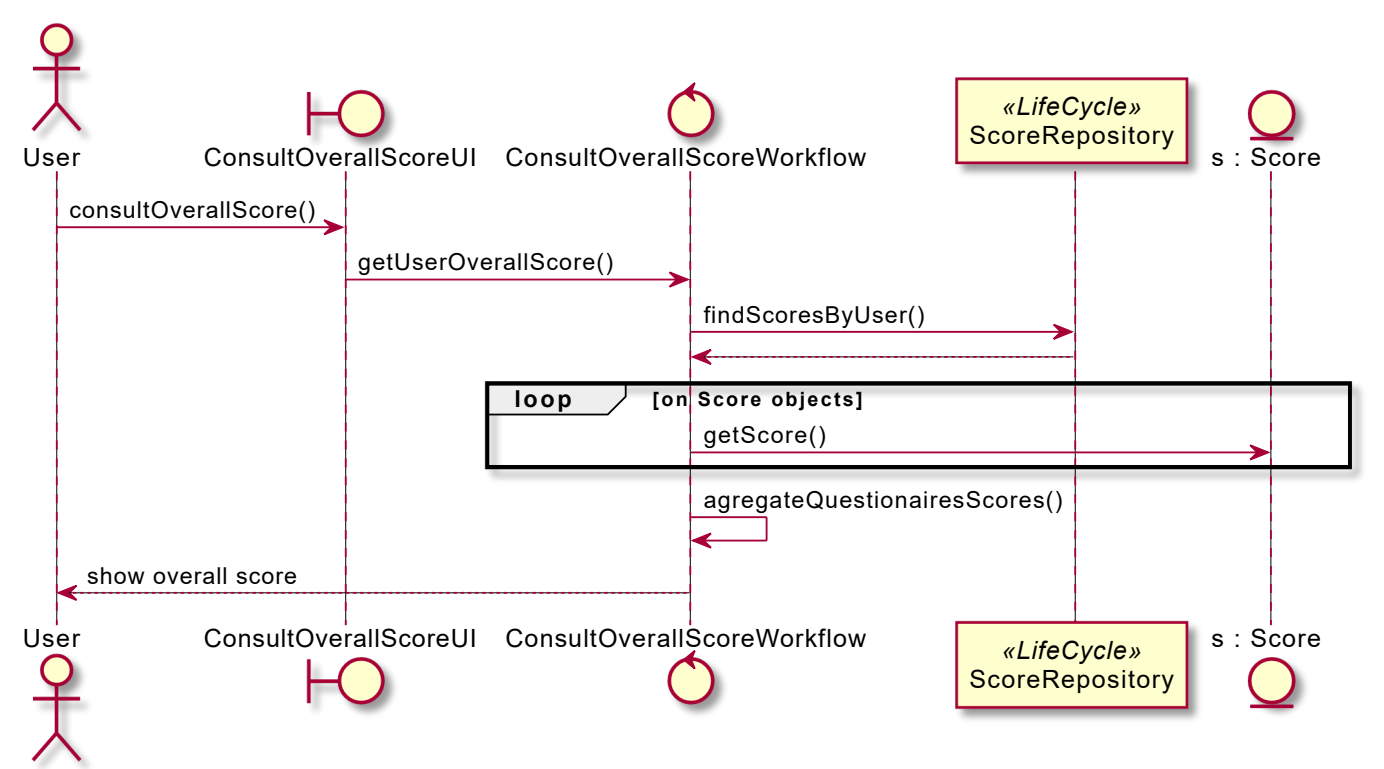 «LifeCycle»
ScoreRepository
User
ConsultOverallScoreUI
ConsultOverallScoreWorkflow
s : Score
consultOverallScore()
getUserOverallScore()
findScoresByUser()
loop
[on Score objects]
getScore()
agregateQuestionairesScores()
show overall score
User
ConsultOverallScoreUI
ConsultOverallScoreWorkflow
«LifeCycle»
ScoreRepository
s : Score